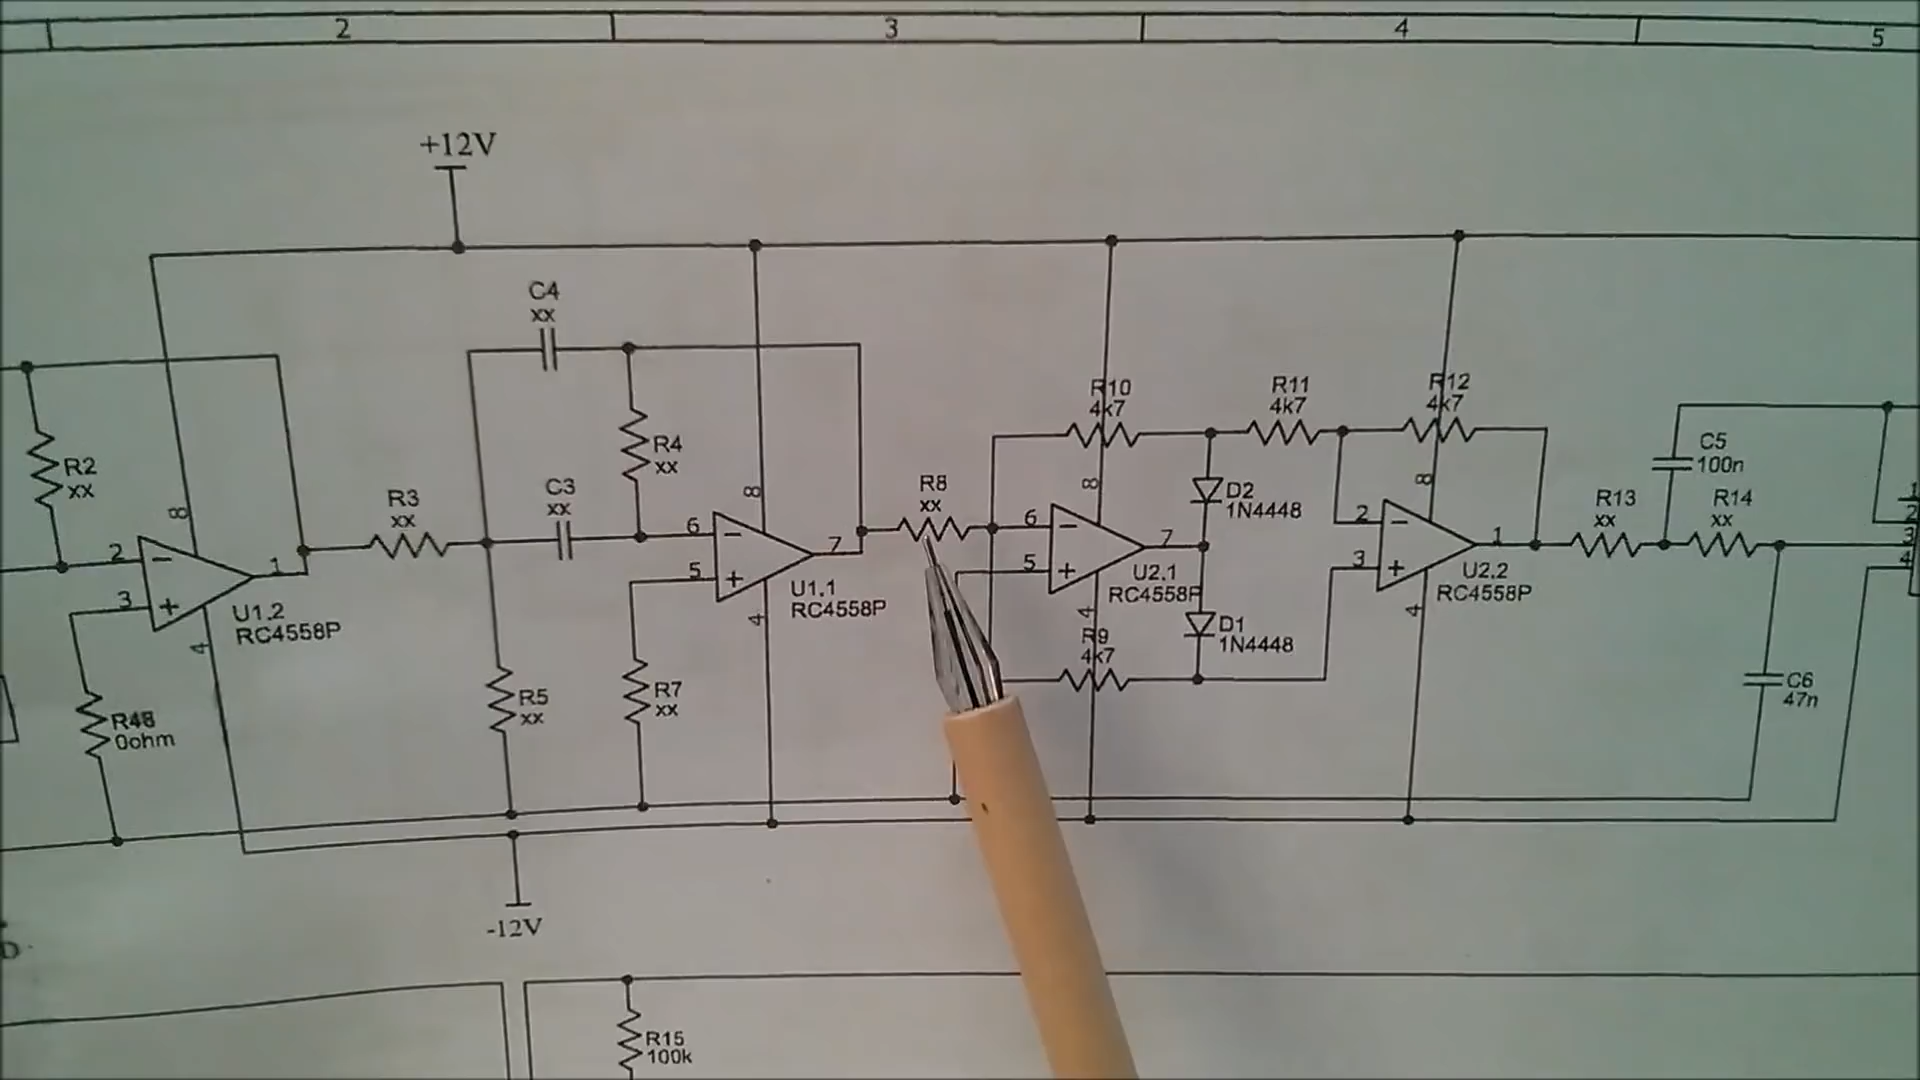 2
3
4
5
+12V
C4
xx
R10
4k7
R11
4k7
R12
4k7
R2
xx
R4
xx
C5
100n
8
8
8
8
R3
xx
C3
xx
R8
xx
D2
1N4448
R13
xx
R14
xx
1
2
3
4
2
3
1
4
U1.2
RC4558P
6
5
7
4
U1.1
RC4558P
6
5
7
4
U2.1
RC4558P
2
3
1
4
U2.2
RC4558P
D1
1N4448
R9
4k7
R48
0ohm
R5
xx
R7
xx
C6
47n
-12V
R15
100k